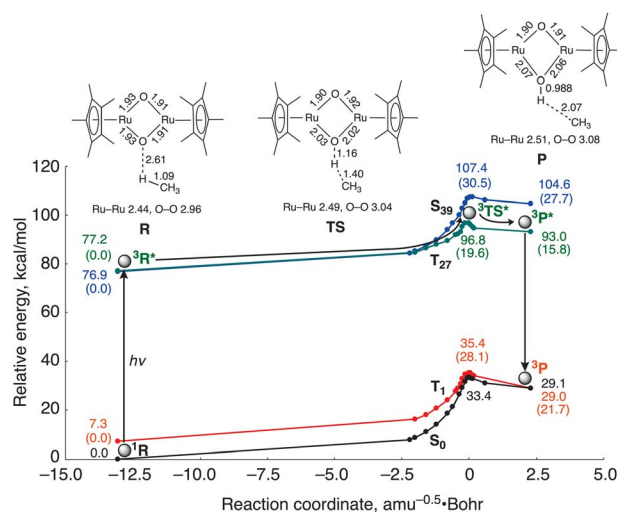 1.90
O
1.91
Ru
Ru
2.07
2.06
O
0.988
H
2.07
CH3
Ru–Ru 2.51, O–O 3.08
P
1.93
O
1.91
Ru
Ru
1.93
1.91
O
2.61
H
1.09
CH3
Ru–Ru 2.44, O–O 2.96
R
1.90
O
1.92
Ru
Ru
2.03
2.02
O
1.16
H
1.40
CH3
Ru–Ru 2.49, O–O 3.04
TS
Relative energy, kcal/mol
120
100
80
60
40
20
0
77.2
(0.0)
3R*
76.9
(0.0)
hν
7.3
(0.0)
0.0
1R
S39
107.4
(30.5)
104.6
(27.7)
3TS*
3P*
T27
96.8
(19.6)
93.0
(15.8)
35.4
(28.1)
3P
T1
33.4
29.1
29.0
(21.7)
S0
−15.0
−12.5
−10.0
−7.5
−5.0
−2.5
0
2.5
5.0
Reaction coordinate, amu−0.5•Bohr